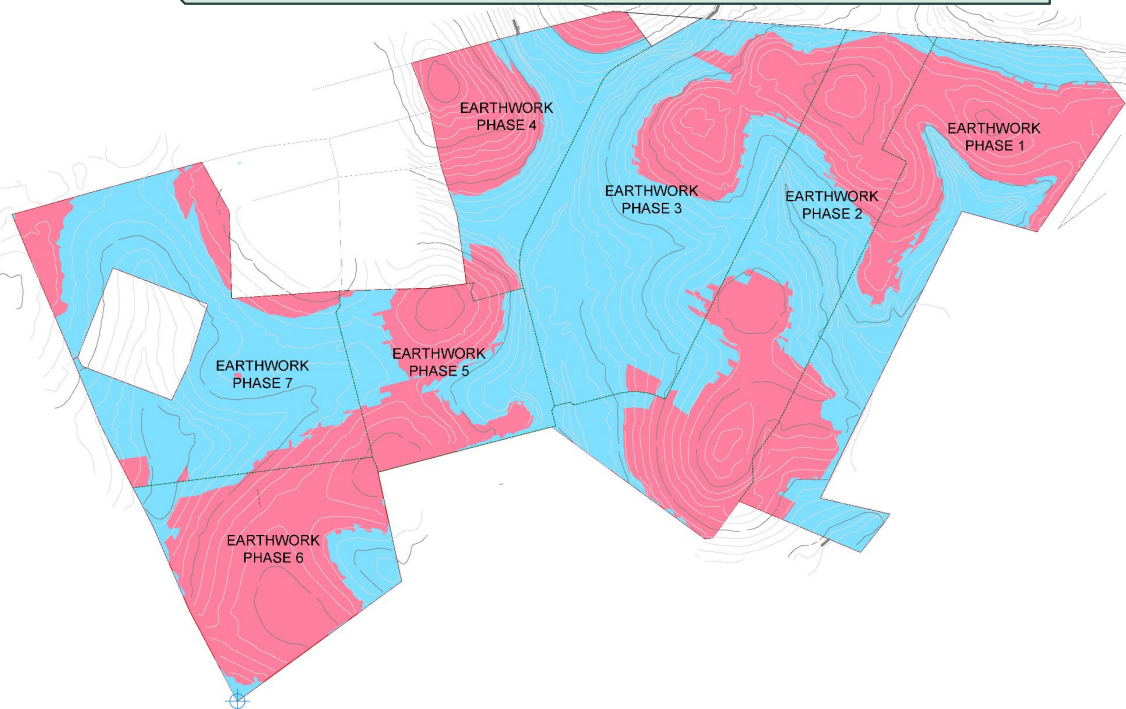 EARTHWORK
PHASE 4
EARTHWORK
PHASE 1
EARTHWORK
PHASE 3
EARTHWORK
PHASE 2
EARTHWORK
PHASE 5
EARTHWORK
PHASE 7
EARTHWORK
PHASE 6